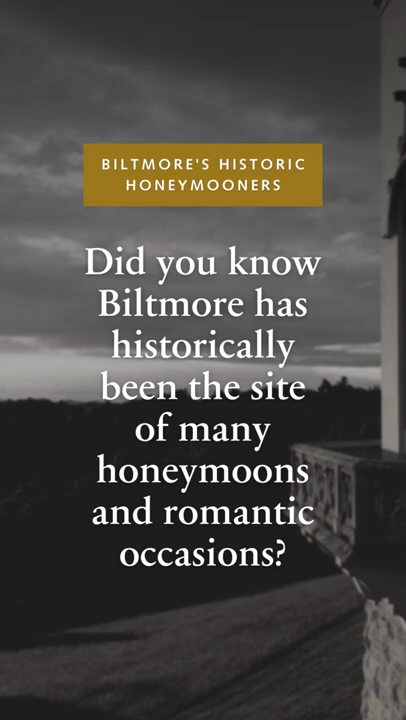 BILTMORE'S HISTORIC
HONEYMOONERS
Did you know
Biltmore has
historically
been the site
of many
honeymoons
and romantic
occasions?